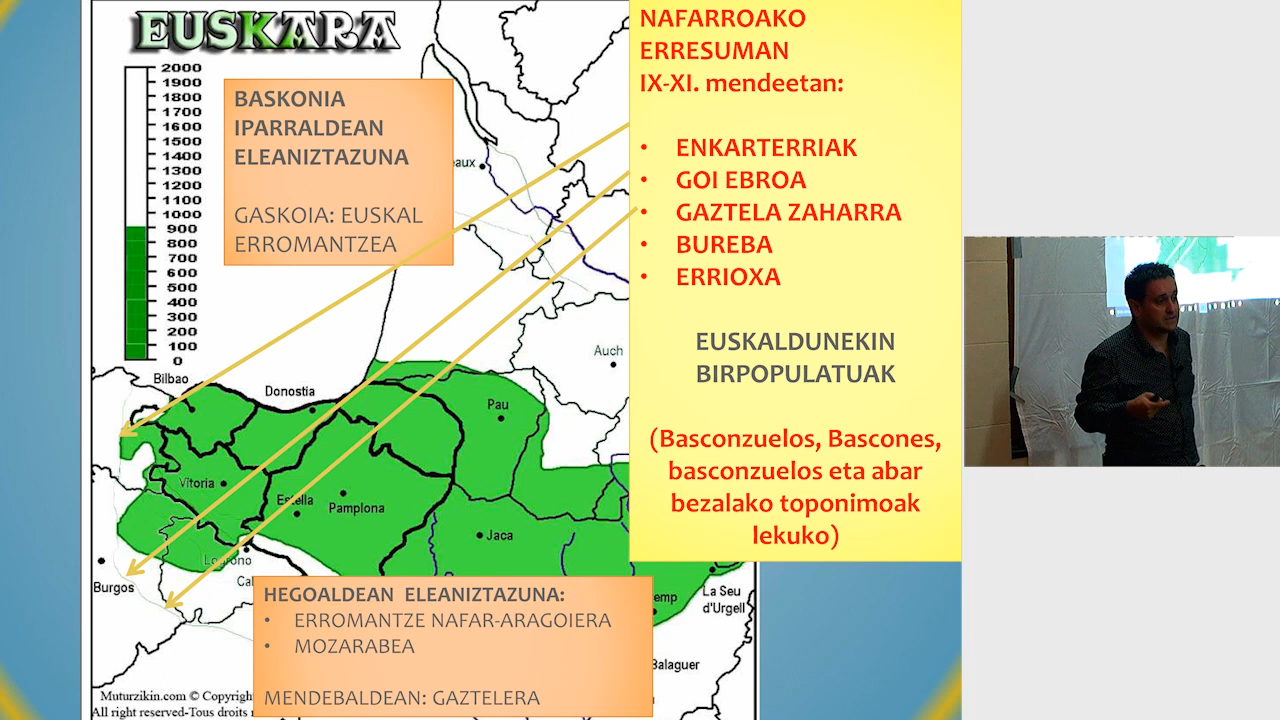 EUSKARA
2000
1900
1800
1700
1600
1500
1400
1300
1200
1100
1000
900
800
700
600
500
400
300
200
100
0
BASKONIA
IPARRALDEAN
ELEANIZTAZUNA
GASKOIA: EUSKAL
ERROMANTZEA
NAFARROAKO
ERRESUMAN
IX-XI. mendeetan:
• ENKARTERRIAK
• GOI EBROA
• GAZTELA ZAHARRA
• BUREBA
• ERRIOXA
EUSKALDUNEKIN
BIRPOPULATUAK
(Basconzuelos, Bascones,
basconzuelos eta abar
bezalako toponimoak
lekuko)
Auch
Bilbao
Donostia
Pau
Vitoria
Estella
Pamplona
Jaca
Burgos
La Seu
d'Urgell
Balaguer
HEGOALDEAN ELEANIZTAZUNA:
• ERROMANTZE NAFAR-ARAGOIERA
• MOZARABEA
MENDEBALDEAN: GAZTELERA
Muturzikin.com © Copyright
All right reserved-Tous droits